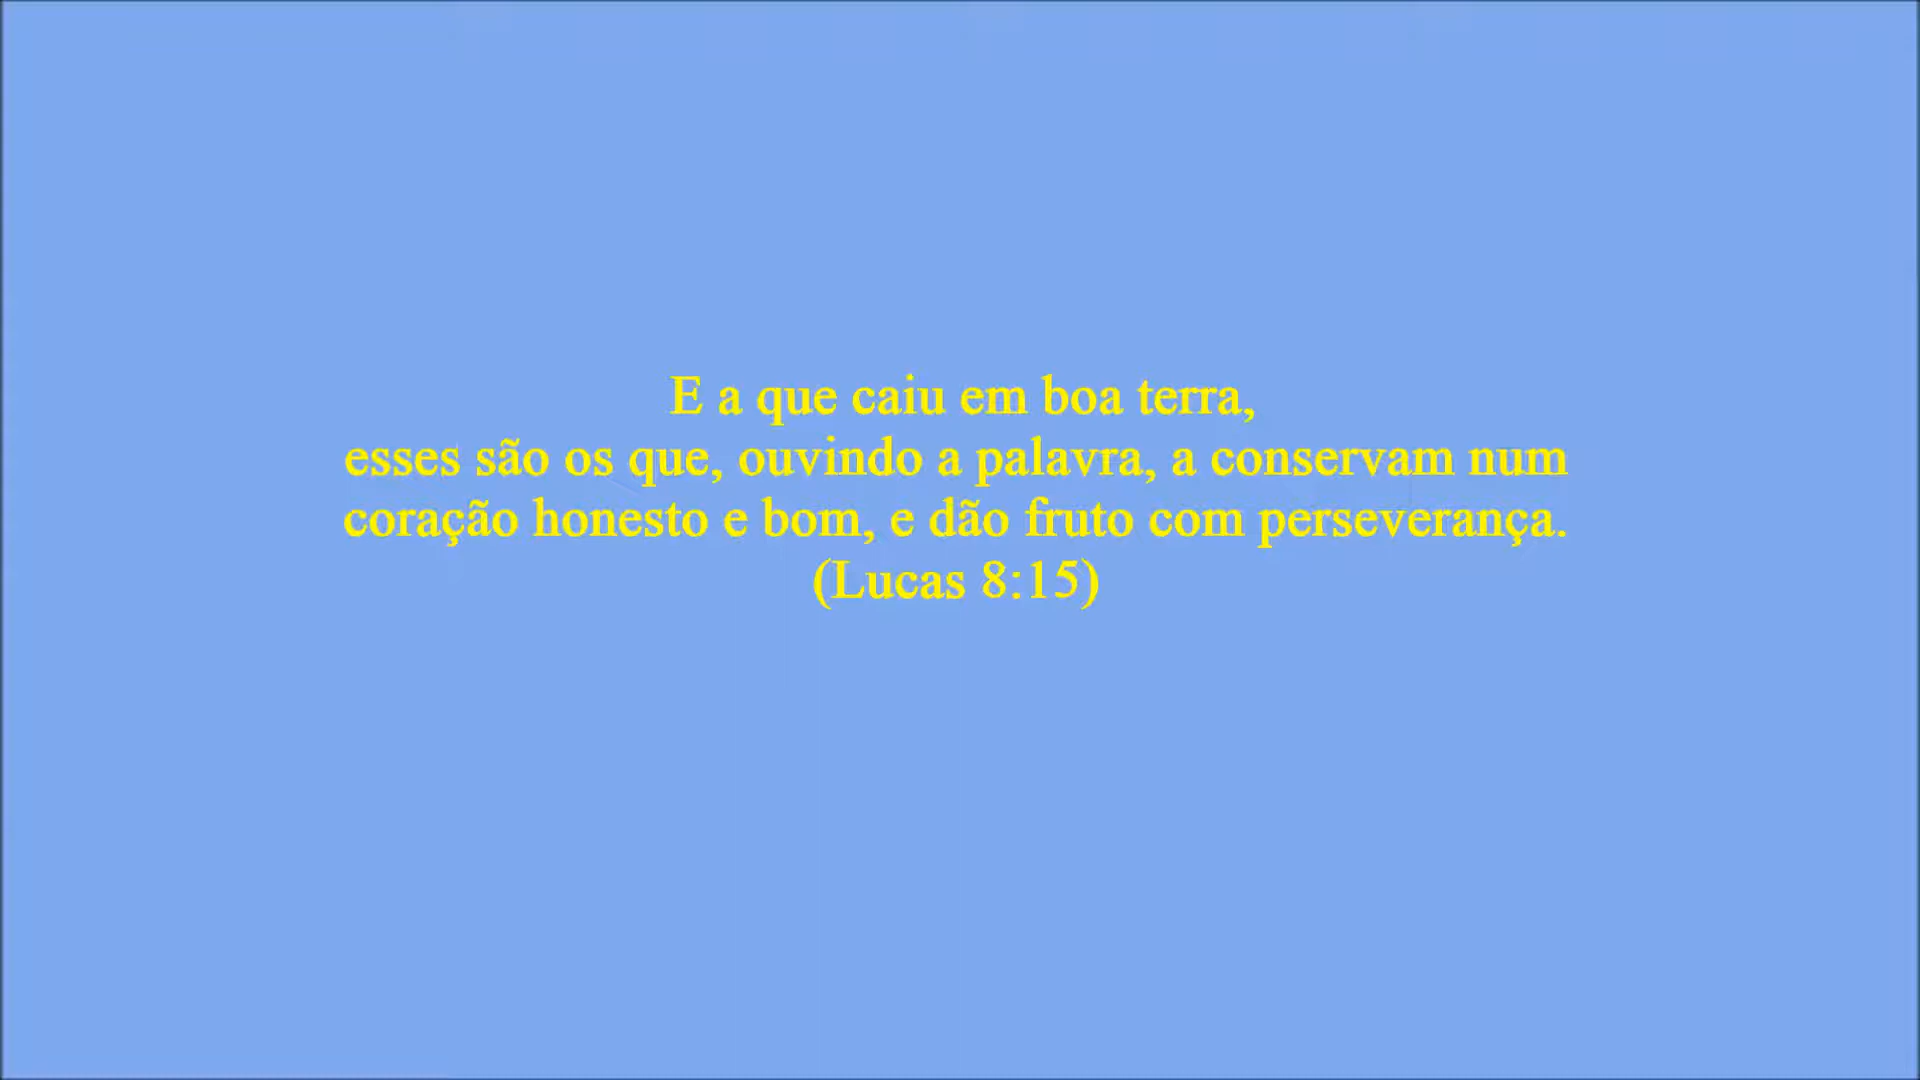 E a que caiu em boa terra,
esses são os que, ouvindo a palavra, a conservam num
coração honesto e bom, e dão fruto com perseverança.
(Lucas 8:15)